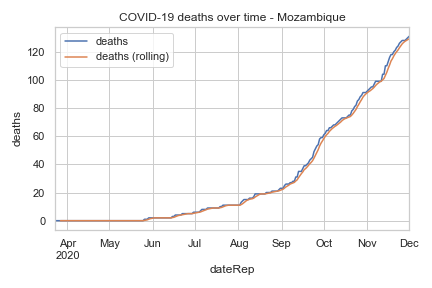 COVID-19 deaths over time - Mozambique
deaths
deaths (rolling)
120
100
80
60
40
20
0
deaths
Apr May Jun Jul Aug Sep Oct Nov Dec
2020
dateRep